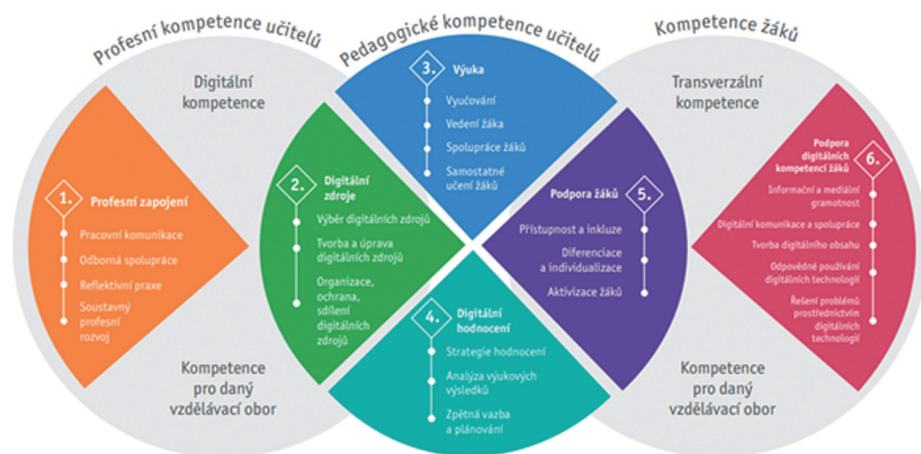 Profesní kompetence učitelů
Pedagogické kompetence učitelů
Kompetence žáků
Digitální
kompetence
Transverzální
kompetence
1.
Profesní zapojení
Pracovní komunikace
Odborná spolupráce
Reflektivní praxe
Soustavný
profesní
rozvoj
2.
Digitální
zdroje
Výběr digitálních zdrojů
Tvorba a úprava
digitálních zdrojů
Organizace,
ochrana,
sdílení
digitálních
zdrojů
3.
Výuka
Vyučování
Vedení žáka
Spolupráce žáků
Samostatné
učení žáků
4.
Digitální
hodnocení
Strategie hodnocení
Analýza výukových
výsledků
Zpětná vazba
a plánování
5.
Podpora žáků
Přístupnost a inkluze
Diferenciace
a individualizace
Aktivizace žáků
6.
Podpora
digitálních
kompetencí žáků
Informační a mediální
gramotnost
Digitální komunikace a spolupráce
Tvorba digitálního obsahu
Odpovědné používání
digitálních technologií
Řešení problémů
prostřednictvím
digitálních
technologií
Kompetence
pro daný
vzdělávací obor
Kompetence
pro daný
vzdělávací obor